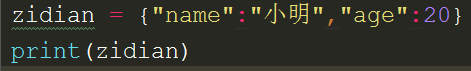 zidian = {"name":"小明","age":20}
print(zidian)